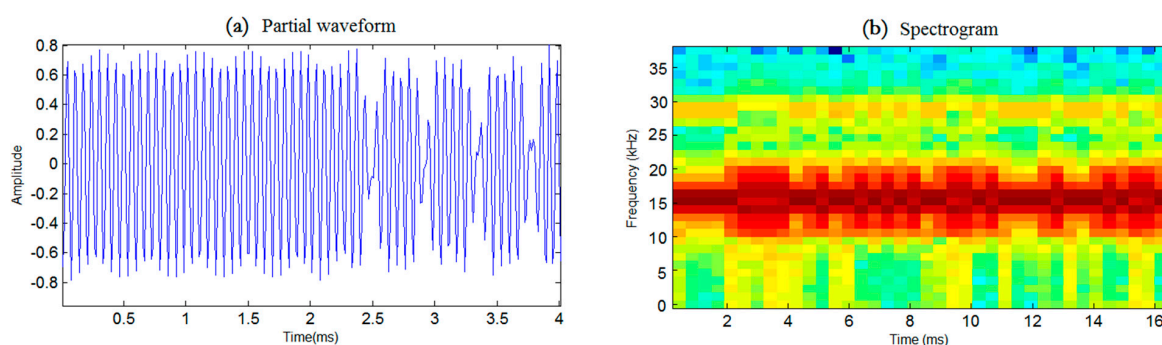 (a) Partial waveform
0.8
0.6
0.4
0.2
0
-0.2
-0.4
-0.6
-0.8
Amplitude
0.5 1 1.5 2 2.5 3 3.5 4
Time(ms)
(b) Spectrogram
35
30
25
20
15
10
5
0
Frequency (kHz)
2 4 6 8 10 12 14 16
Time (ms)